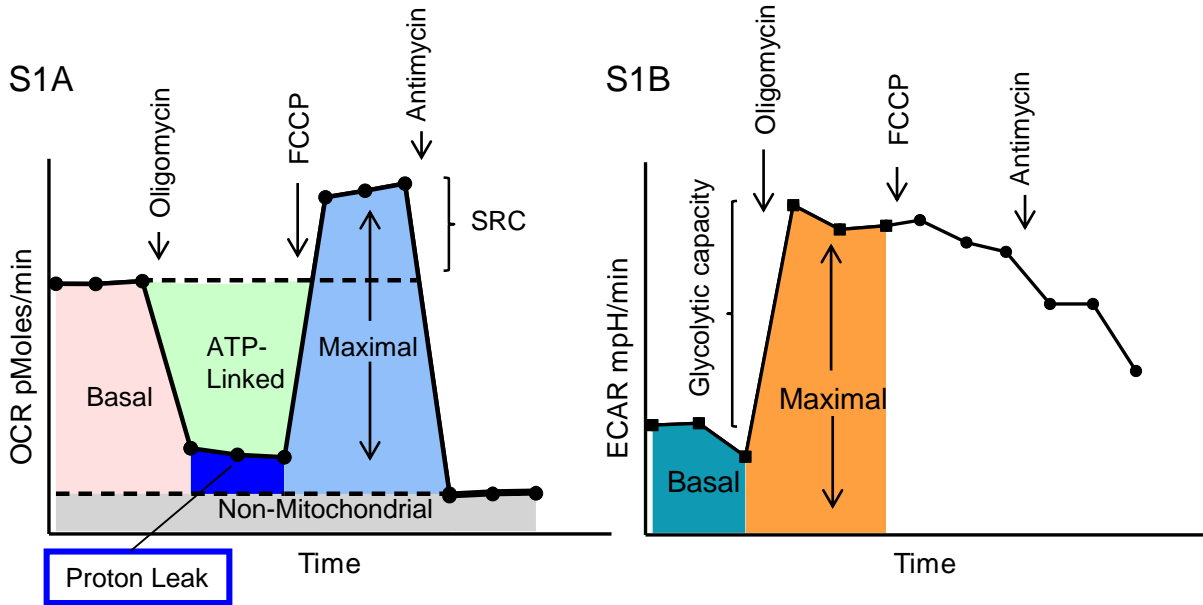 S1A
Oligomycin
FCCP
Antimycin
SRC
OCR pMoles/min
Basal
ATP-
Linked
Maximal
Non-Mitochondrial
Proton Leak
Time
S1B
Oligomycin
FCCP
Antimycin
Glycolytic capacity
ECAR mpH/min
Maximal
Basal
Time